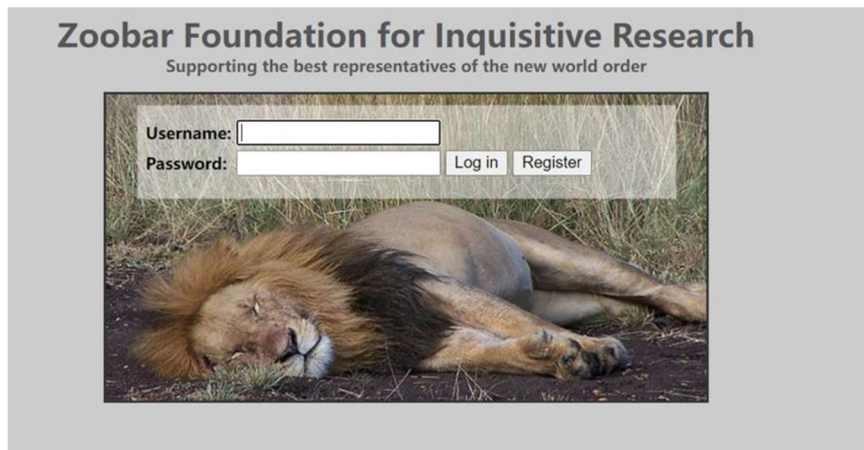 Zoobar Foundation for Inquisitive Research
Supporting the best representatives of the new world order
Username:
Password: Log in Register